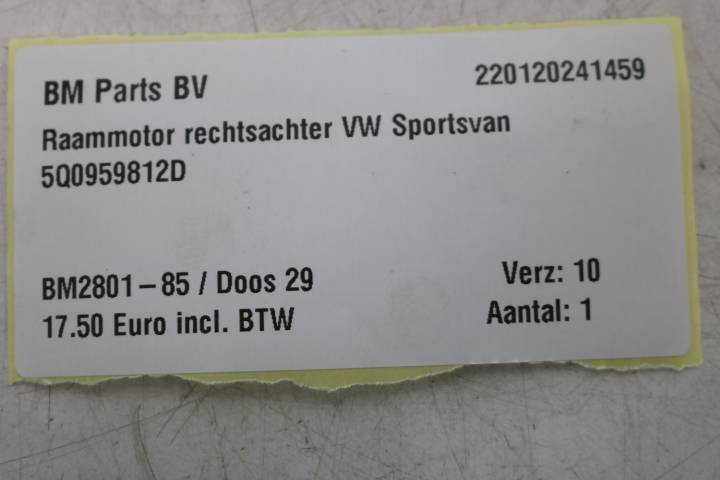 BM Parts BV
220120241459
Raammotor rechtsachter VW Sportsvan
5Q0959812D
BM2801-85 / Doos 29
Verz: 10
17.50 Euro incl. BTW
Aantal: 1